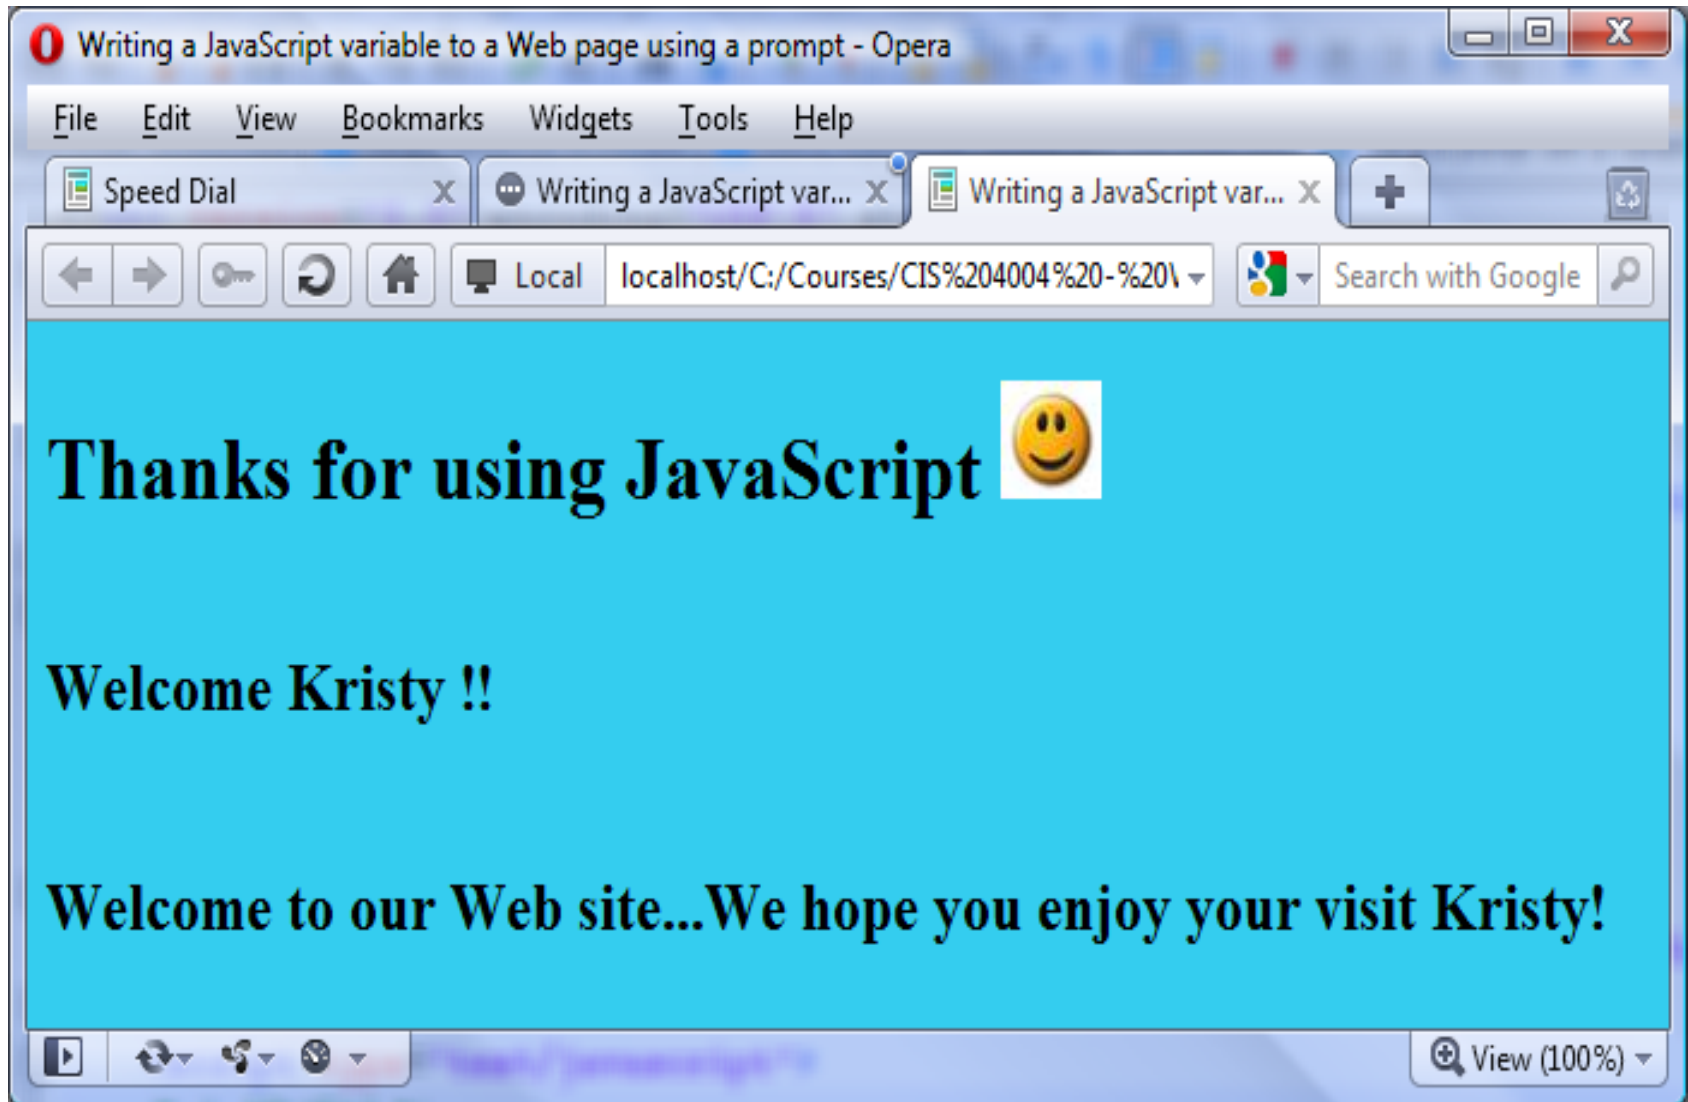 Writing a JavaScript variable to a Web page using a prompt - Opera
File Edit View Bookmarks Widgets Tools Help
Speed Dial Writing a JavaScript var... Writing a JavaScript var...
Local localhost/C:/Courses/CIS%204004%20-%20\ Search with Google
Thanks for using JavaScript
Welcome Kristy !!
Welcome to our Web site...We hope you enjoy your visit Kristy!
View (100%)